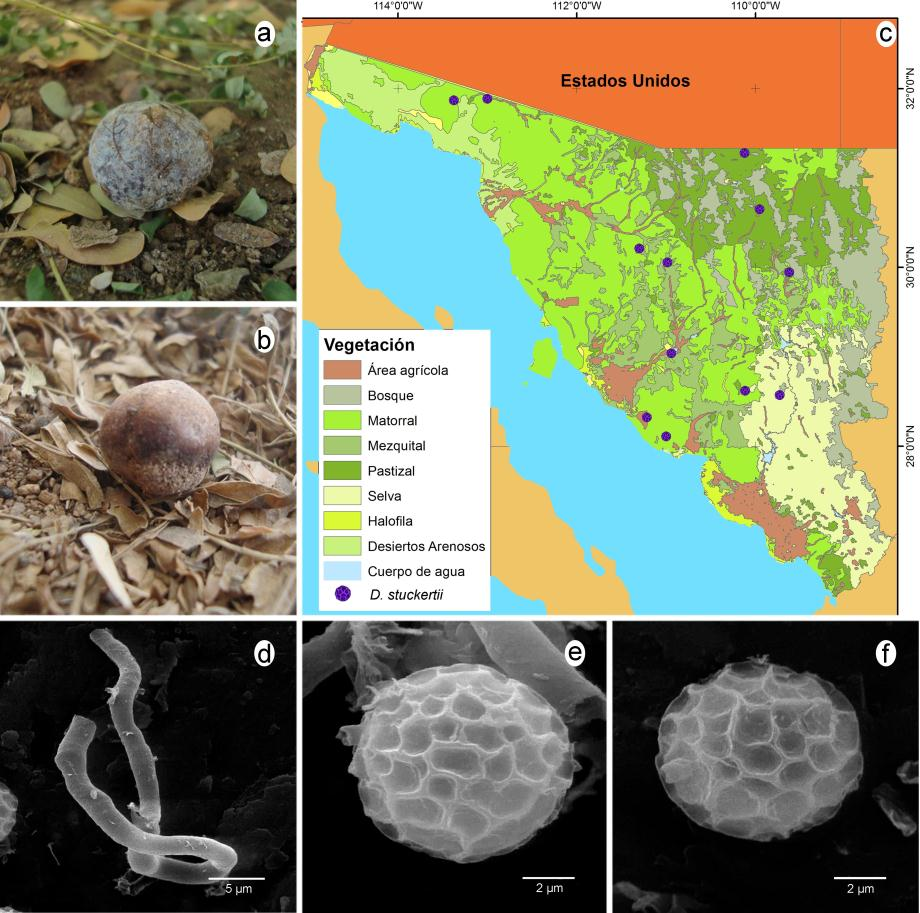 a
b
114°0'0"W 112°0'0"W 110°0'0"W
c
Estados Unidos
32°0'0"N
30°0'0"N
28°0'0"N
Vegetación
Área agrícola
Bosque
Matorral
Mezquital
Pastizal
Selva
Halofila
Desiertos Arenosos
Cuerpo de agua
D. stuckertii
d
5 µm
e
2 µm
f
2 µm